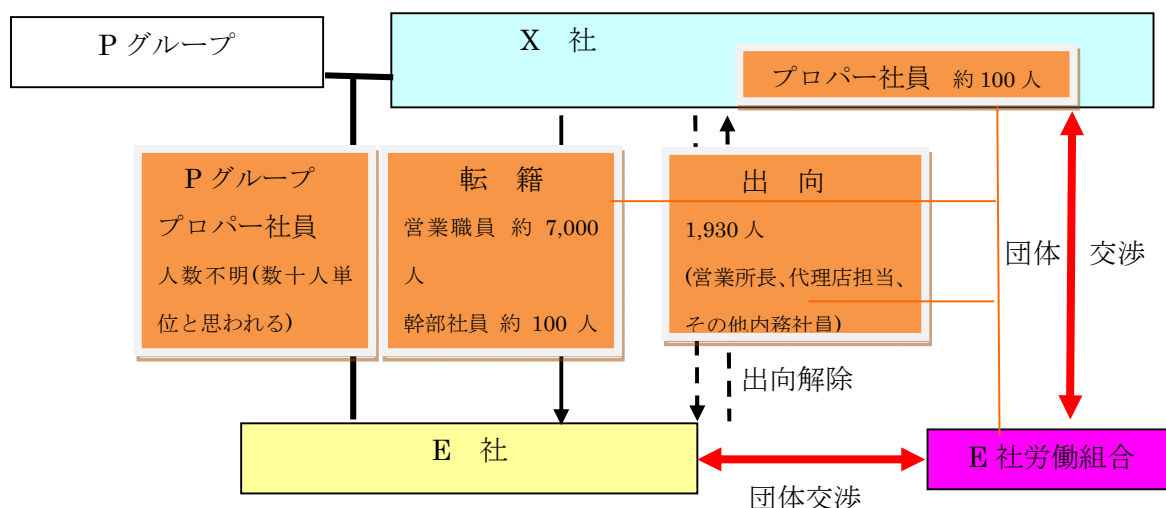 P グループ
X 社
プロパー社員 約 100 人
P グループ
プロパー社員
人数不明(数十人単
位と思われる)
転 籍
営業職員 約 7,000
人
幹部社員 約 100 人
出 向
1,930 人
(営業所長、代理店担当、
その他内務社員)
団体 交渉
出向解除
E 社
E 社労働組合
団体交渉